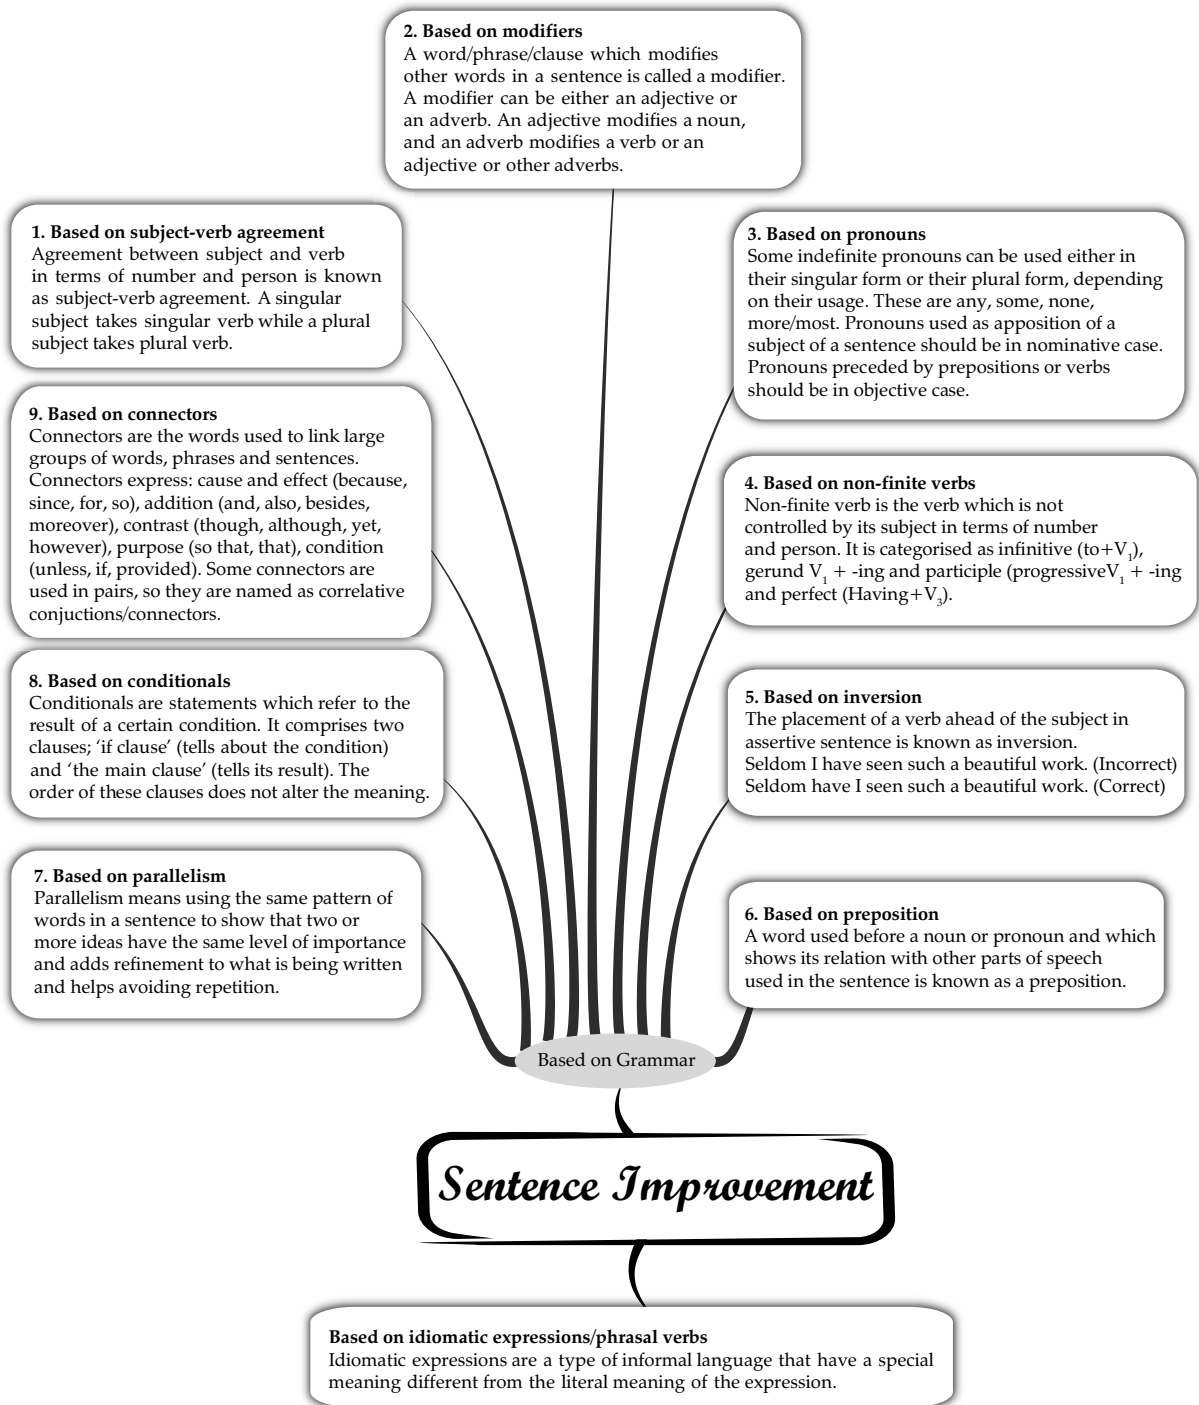 2. Based on modifiers
A word/phrase/clause which modifies
other words in a sentence is called a modifier.
A modifier can be either an adjective or
an adverb. An adjective modifies a noun,
and an adverb modifies a verb or an
adjective or other adverbs.
1. Based on subject-verb agreement
Agreement between subject and verb
in terms of number and person is known
as subject-verb agreement. A singular
subject takes singular verb while a plural
subject takes plural verb.
3. Based on pronouns
Some indefinite pronouns can be used either in
their singular form or their plural form, depending
on their usage. These are any, some, none,
more/most. Pronouns used as apposition of a
subject of a sentence should be in nominative case.
Pronouns preceded by prepositions or verbs
should be in objective case.
9. Based on connectors
Connectors are the words used to link large
groups of words, phrases and sentences.
Connectors express: cause and effect (because,
since, for, so), addition (and, also, besides,
moreover), contrast (though, although, yet,
however), purpose (so that, that), condition
(unless, if, provided). Some connectors are
used in pairs, so they are named as correlative
conjuctions/connectors.
4. Based on non-finite verbs
Non-finite verb is the verb which is not
controlled by its subject in terms of number
and person. It is categorised as infinitive (to+V₁),
gerund V₁ + -ing and participle (progressiveV₁ + -ing
and perfect (Having+V₃).
8. Based on conditionals
Conditionals are statements which refer to the
result of a certain condition. It comprises two
clauses; ‘if clause’ (tells about the condition)
and ‘the main clause’ (tells its result). The
order of these clauses does not alter the meaning.
5. Based on inversion
The placement of a verb ahead of the subject in
assertive sentence is known as inversion.
Seldom I have seen such a beautiful work. (Incorrect)
Seldom have I seen such a beautiful work. (Correct)
7. Based on parallelism
Parallelism means using the same pattern of
words in a sentence to show that two or
more ideas have the same level of importance
and adds refinement to what is being written
and helps avoiding repetition.
6. Based on preposition
A word used before a noun or pronoun and which
shows its relation with other parts of speech
used in the sentence is known as a preposition.
Based on Grammar
Sentence Improvement
Based on idiomatic expressions/phrasal verbs
Idiomatic expressions are a type of informal language that have a special
meaning different from the literal meaning of the expression.